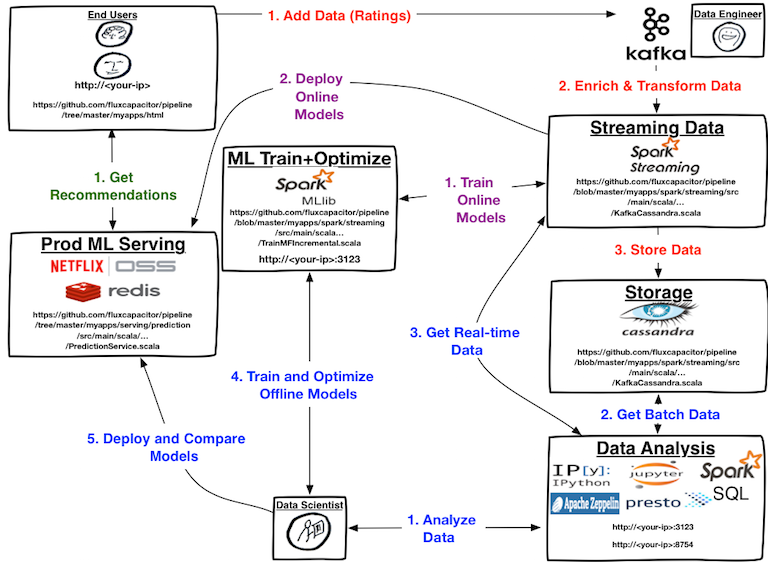 End Users
http://<your-ip>
https://github.com/fluxcapacitor/pipeline
/tree/master/myapps/html
1. Add Data (Ratings)
kafka
Data Engineer
2. Enrich & Transform Data
2. Deploy
Online
Models
Streaming Data
Spark
Streaming
https://github.com/fluxcapacitor/pipeline
/blob/master/myapps/spark/streaming/src
/main/scala/...
/KafkaCassandra.scala
ML Train+Optimize
Spark
MLlib
https://github.com/fluxcapacitor/pipeline
/blob/master/myapps/spark/streaming
/src/main/scala/...
/TrainMFIncremental.scala
http://<your-ip>:3123
1. Train
Online
Models
1. Get
Recommendations
Prod ML Serving
NETFLIX OSS
redis
https://github.com/fluxcapacitor/pipeline
/tree/master/myapps/serving/prediction
/src/main/scala/...
/PredictionService.scala
3. Store Data
Storage
cassandra
https://github.com/fluxcapacitor/pipeline
/blob/master/myapps/spark/streaming/src
/main/scala/...
/KafkaCassandra.scala
3. Get Real-time
Data
4. Train and Optimize
Offline Models
2. Get Batch Data
5. Deploy and Compare
Models
Data Analysis
IP[y]:
IPython
jupyter
Spark
Apache Zeppelin
presto
SQL
http://<your-ip>:3123
http://<your-ip>:8754
Data Scientist
1. Analyze
Data